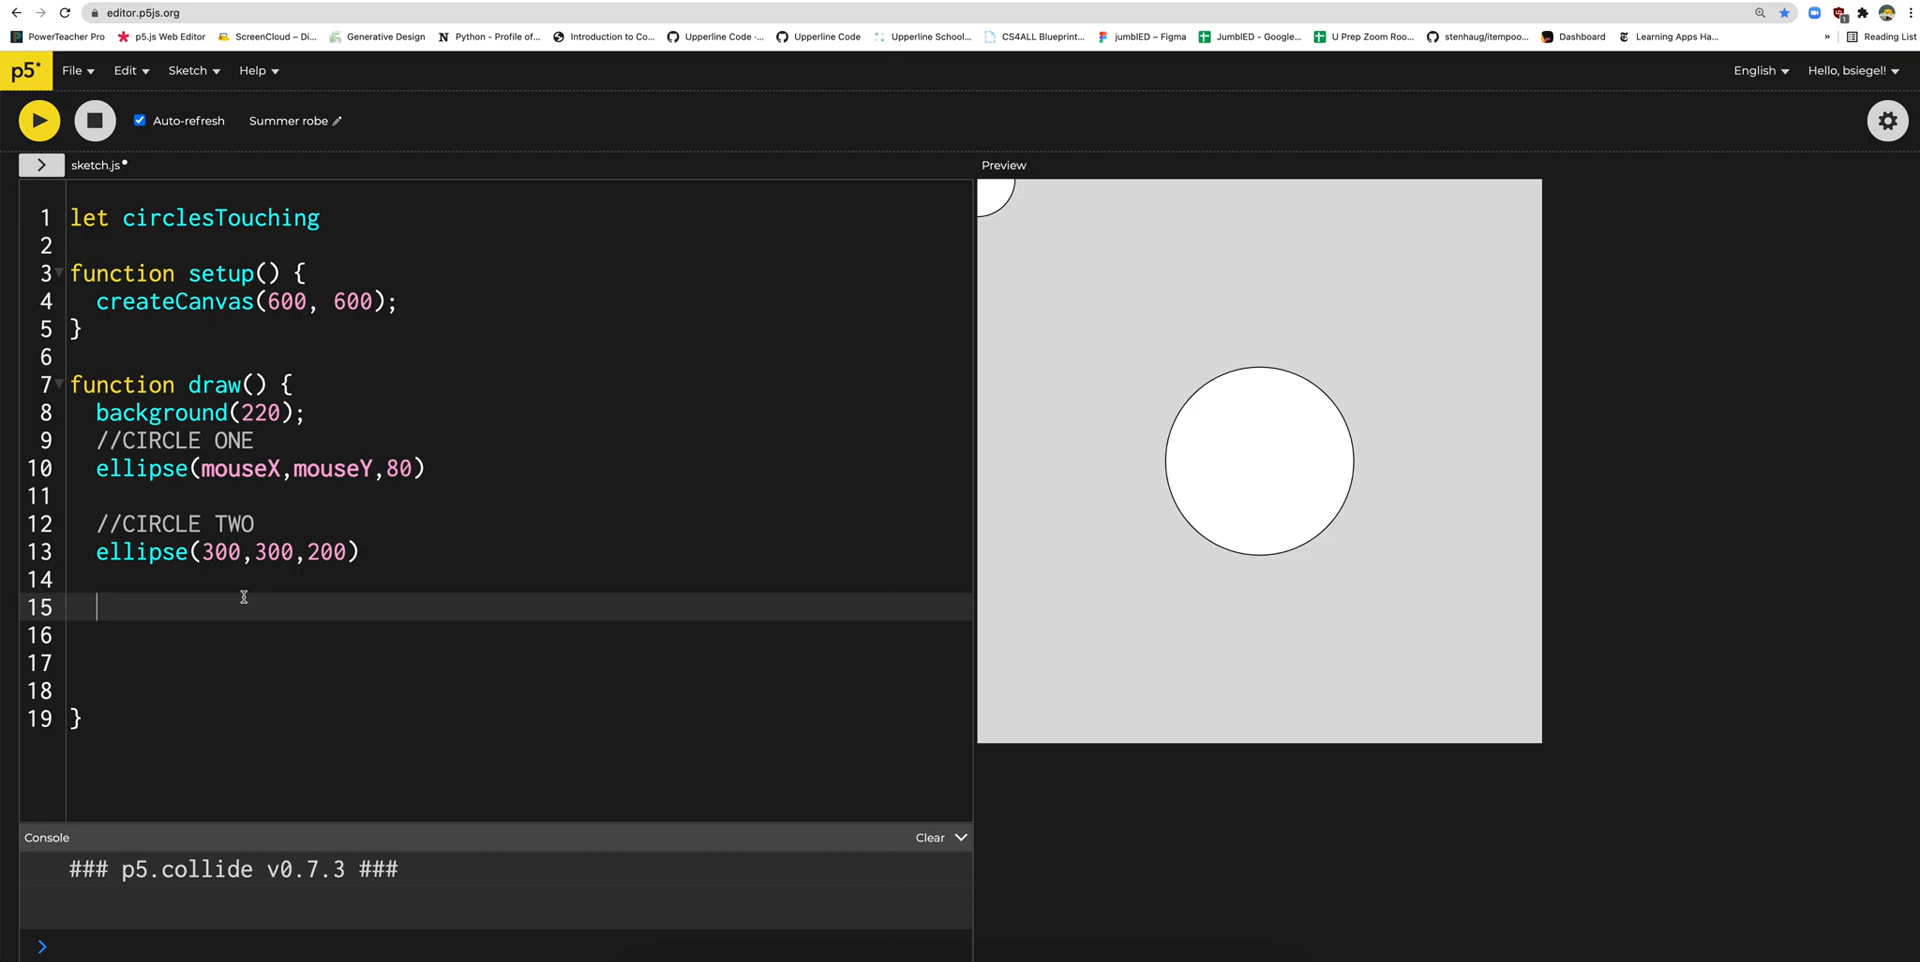 editor.p5js.org
PowerTeacher Pro
p5.js Web Editor
ScreenCloud – Di...
Generative Design
Python - Profile of...
Introduction to Co...
Upperline Code -...
Upperline Code
Upperline School...
CS4ALL Blueprint...
jumblED – Figma
JumblED - Google...
U Prep Zoom Roo...
stenhaug/itempoo...
Dashboard
Learning Apps Ha...
»
Reading List
p5*
File
Edit
Sketch
Help
English
Hello, bsiegel!
Auto-refresh
Summer robe
sketch.js
Preview
1 let circlesTouching
2
3 function setup() {
4 createCanvas(600, 600);
5 }
6
7 function draw() {
8 background(220);
9 //CIRCLE ONE
10 ellipse(mouseX,mouseY,80)
11
12 //CIRCLE TWO
13 ellipse(300,300,200)
14
15
16
17
18
19 }
Console
Clear
### p5.collide v0.7.3 ###
>